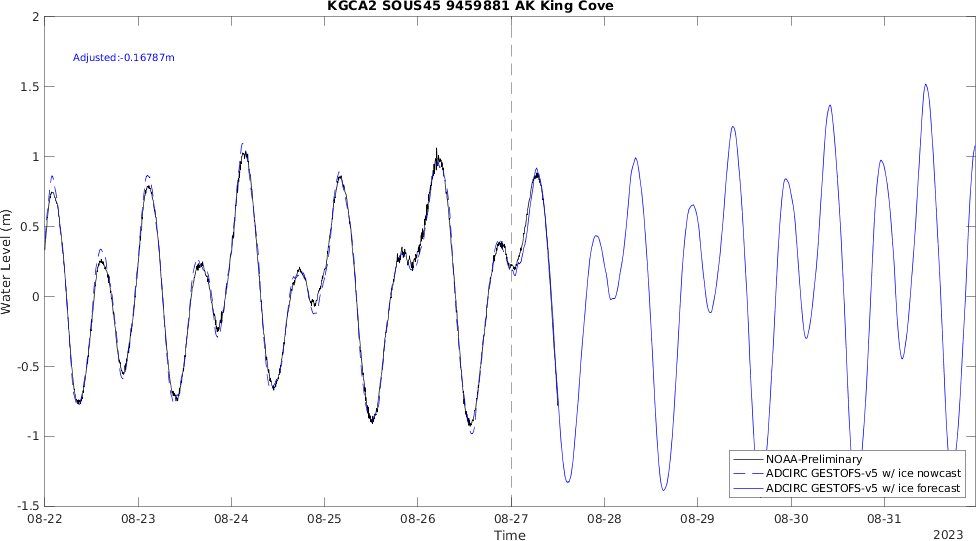 KGCA2 SOUS45 9459881 AK King Cove
2
Adjusted:-0.16787m
1.5
1
0.5
0
-0.5
-1
-1.5
Water Level (m)
NOAA-Preliminary
ADCIRC GESTOFS-v5 w/ ice nowcast
ADCIRC GESTOFS-v5 w/ ice forecast
08-22 08-23 08-24 08-25 08-26 08-27 08-28 08-29 08-30 08-31
Time
2023